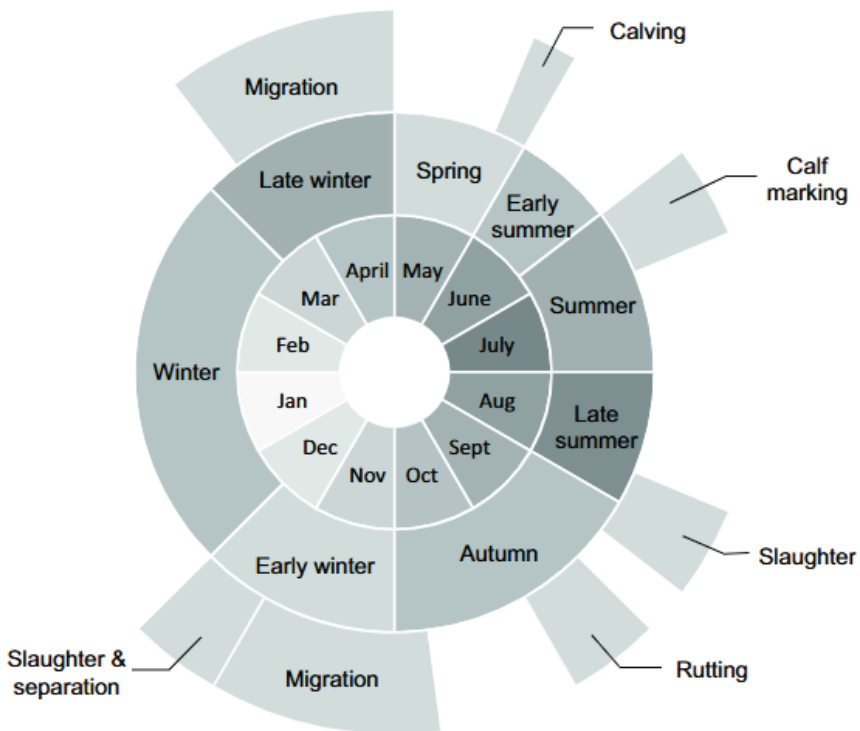 Calving
Migration
Calf
marking
Late winter
Spring
Early
summer
April
May
Mar
June
Summer
Feb
July
Winter
Jan
Aug
Late
summer
Dec
Sept
Nov
Oct
Autumn
Early winter
Slaughter
Slaughter &
separation
Migration
Rutting